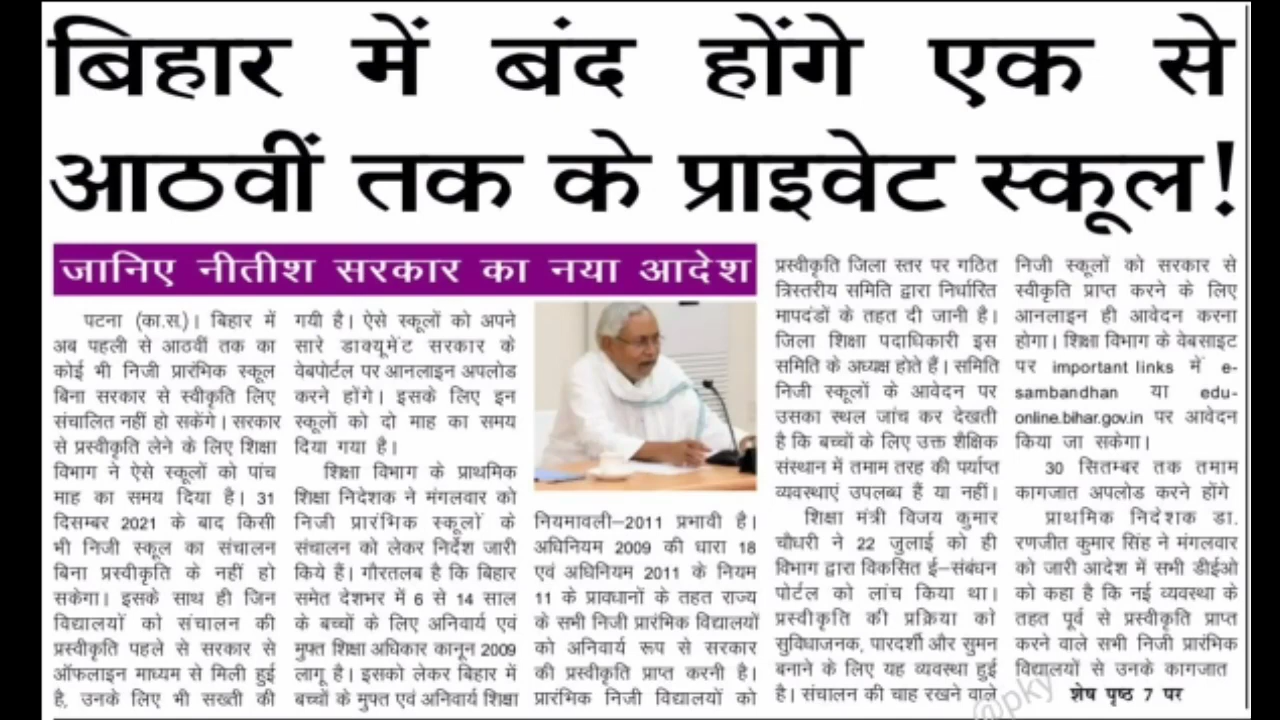 बिहार में बंद होंगे एक से
आठवीं तक के प्राइवेट स्कूल!
जानिए नीतीश सरकार का नया आदेश
पटना (का.स.)। बिहार में
अब पहली से आठवीं तक का
कोई भी निजी प्रारंभिक स्कूल
बिना सरकार से स्वीकृति लिए
संचालित नहीं हो सकेंगे। सरकार
से प्रस्वीकृति लेने के लिए शिक्षा
विभाग ने ऐसे स्कूलों को पांच
माह का समय दिया है। 31
दिसम्बर 2021 के बाद किसी
भी निजी स्कूल का संचालन
बिना प्रस्वीकृति के नहीं हो
सकेगा। इसके साथ ही जिन
विद्यालयों को संचालन की
प्रस्वीकृति पहले से सरकार से
ऑफलाइन माध्यम से मिली हुई
है, उनके लिए भी सख्ती की
गयी है। ऐसे स्कूलों को अपने
सारे डाक्यूमेंट सरकार के
वेबपोर्टल पर आनलाइन अपलोड
करने होंगे। इसके लिए इन
स्कूलों को दो माह का समय
दिया गया है।
शिक्षा विभाग के प्राथमिक
शिक्षा निदेशक ने मंगलवार को
निजी प्रारंभिक स्कूलों के
संचालन को लेकर निर्देश जारी
किये हैं। गौरतलब है कि बिहार
समेत देशभर में 6 से 14 साल
के बच्चों के लिए अनिवार्य एवं
मुफ्त शिक्षा अधिकार कानून 2009
लागू है। इसको लेकर बिहार में
बच्चों के मुफ्त एवं अनिवार्य शिक्षा
नियमावली–2011 प्रभावी है।
अधिनियम 2009 की धारा 18
एवं अधिनियम 2011 के नियम
11 के प्रावधानों के तहत राज्य
के सभी निजी प्रारंभिक विद्यालयों
को अनिवार्य रूप से सरकार
की प्रस्वीकृति प्राप्त करनी है।
प्रारंभिक निजी विद्यालयों को
प्रस्वीकृति जिला स्तर पर गठित
त्रिस्तरीय समिति द्वारा निर्धारित
मापदंडों के तहत दी जानी है।
जिला शिक्षा पदाधिकारी इस
समिति के अध्यक्ष होते हैं। समिति
निजी स्कूलों के आवेदन पर
उसका स्थल जांच कर देखती
है कि बच्चों के लिए उक्त शैक्षिक
संस्थान में तमाम तरह की पर्याप्त
व्यवस्थाएं उपलब्ध हैं या नहीं।
शिक्षा मंत्री विजय कुमार
चौधरी ने 22 जुलाई को ही
विभाग द्वारा विकसित ई–संबंधन
पोर्टल को लांच किया था।
प्रस्वीकृति की प्रक्रिया को
सुविधाजनक, पारदर्शी और सुमन
बनाने के लिए यह व्यवस्था हुई
है। संचालन की चाह रखने वाले
निजी स्कूलों को सरकार से
स्वीकृति प्राप्त करने के लिए
आनलाइन ही आवेदन करना
होगा। शिक्षा विभाग के वेबसाइट
पर important links में e-
sambandhan या edu-
online.bihar.gov.in पर आवेदन
किया जा सकेगा।
30 सितम्बर तक तमाम
कागजात अपलोड करने होंगे
प्राथमिक निदेशक डा.
रणजीत कुमार सिंह ने मंगलवार
को जारी आदेश में सभी डीईओ
को कहा है कि नई व्यवस्था के
तहत पूर्व से प्रस्वीकृति प्राप्त
करने वाले सभी निजी प्रारंभिक
विद्यालयों से उनके कागजात
शेष पृष्ठ 7 पर
@pky